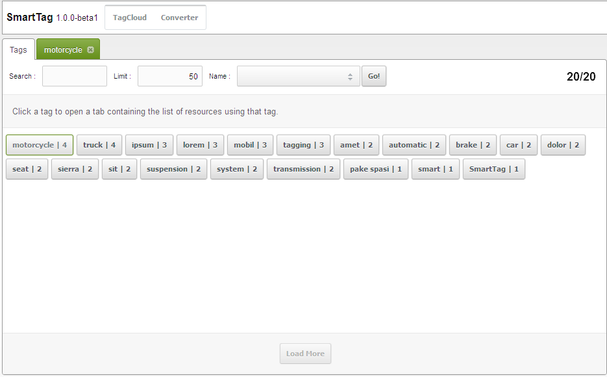 SmartTag 1.0.0-beta1 TagCloud Converter
Tags motorcycle
Search : Limit : 50 Name : Go! 20/20
Click a tag to open a tab containing the list of resources using that tag.
motorcycle | 4 truck | 4 ipsum | 3 lorem | 3 mobil | 3 tagging | 3 amet | 2 automatic | 2 brake | 2 car | 2 dolor | 2
seat | 2 sierra | 2 sit | 2 suspension | 2 system | 2 transmission | 2 pake spasi | 1 smart | 1 SmartTag | 1
Load More